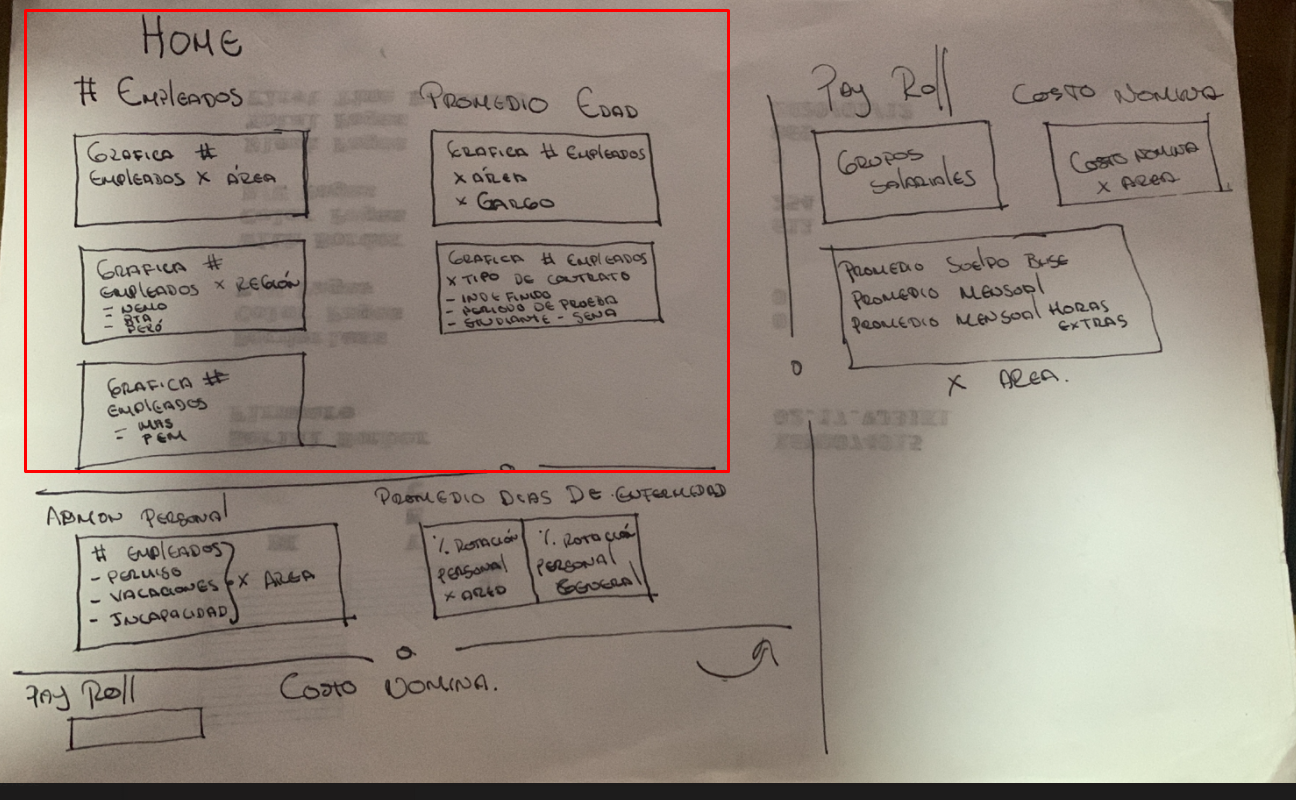 HOME
# EMPLEADOS
PROMEDIO EDAD
GRAFICA #
EMPLEADOS X ÁREA
GRAFICA # EMPLEADOS
X ÁREA
X CARGO
GRAFICA #
EMPLEADOS X REGIÓN
- NEMO
- BTA
- PERÚ
GRAFICA # EMPLEADOS
X TIPO DE CONTRATO
- INDEFINIDO
- PERIODO DE PRUEBA
- ESTUDIANTE - SENA
GRAFICA #
EMPLEADOS
- MAS
- FEM
ADMON PERSONAL
# EMPLEADOS
- PERMISO
- VACACIONES
- INCAPACIDAD
X AREA
PROMEDIO DIAS DE ENFERMEDAD
% ROTACIÓN
PERSONAL
X AREA
% ROTACIÓN
PERSONAL
GENERAL
PAY ROLL
COSTO NOMINA.
PAY ROLL
COSTO NOMINA
GRUPOS
SALARIALES
COSTO NOMINA
X AREA
PROMEDIO SUELDO BASE
PROMEDIO MENSUAL
PROMEDIO MENSUAL HORAS
EXTRAS
X AREA.